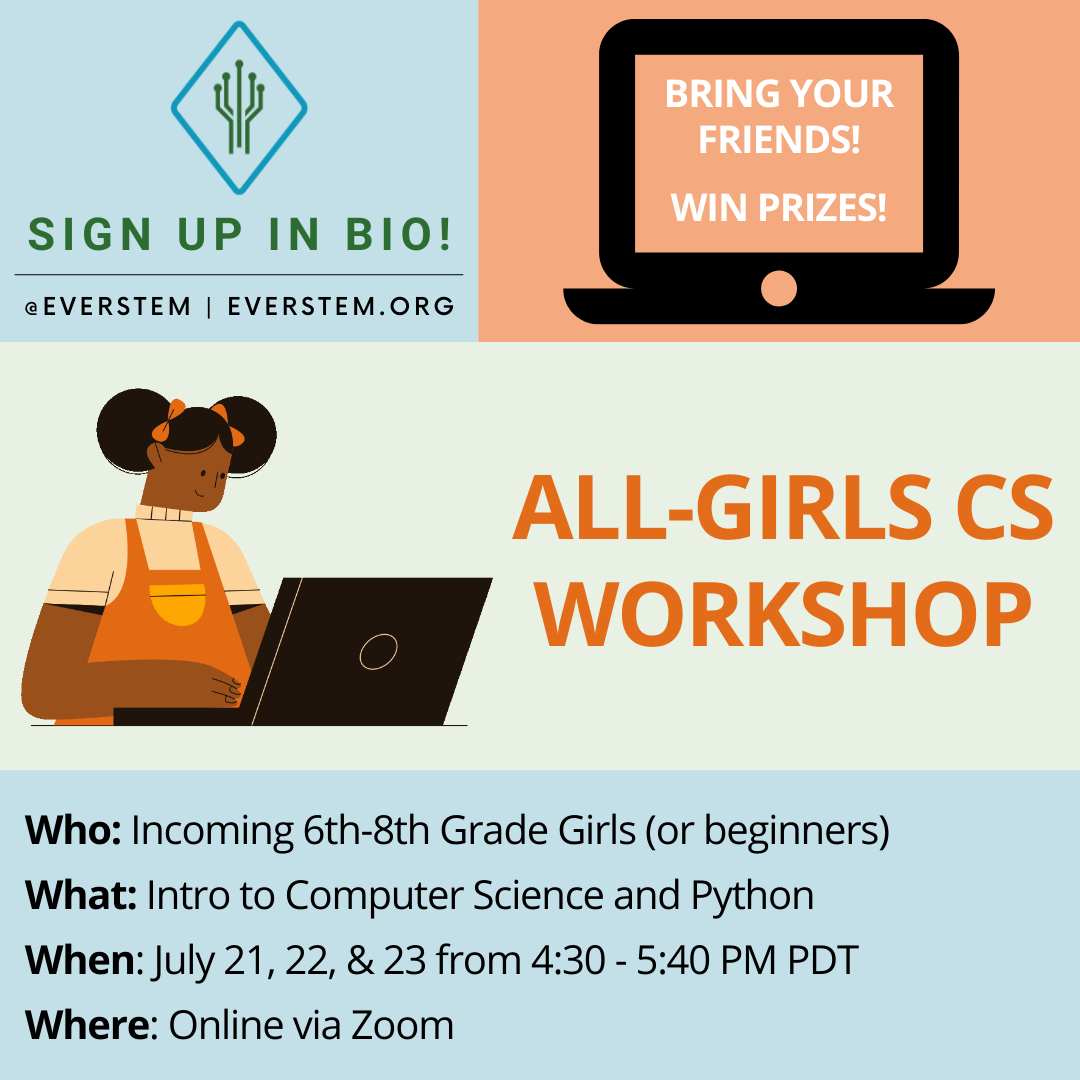 SIGN UP IN BIO!
@EVERSTEM | EVERSTEM.ORG
BRING YOUR
FRIENDS!
WIN PRIZES!
ALL-GIRLS CS
WORKSHOP
Who: Incoming 6th-8th Grade Girls (or beginners)
What: Intro to Computer Science and Python
When: July 21, 22, & 23 from 4:30 - 5:40 PM PDT
Where: Online via Zoom